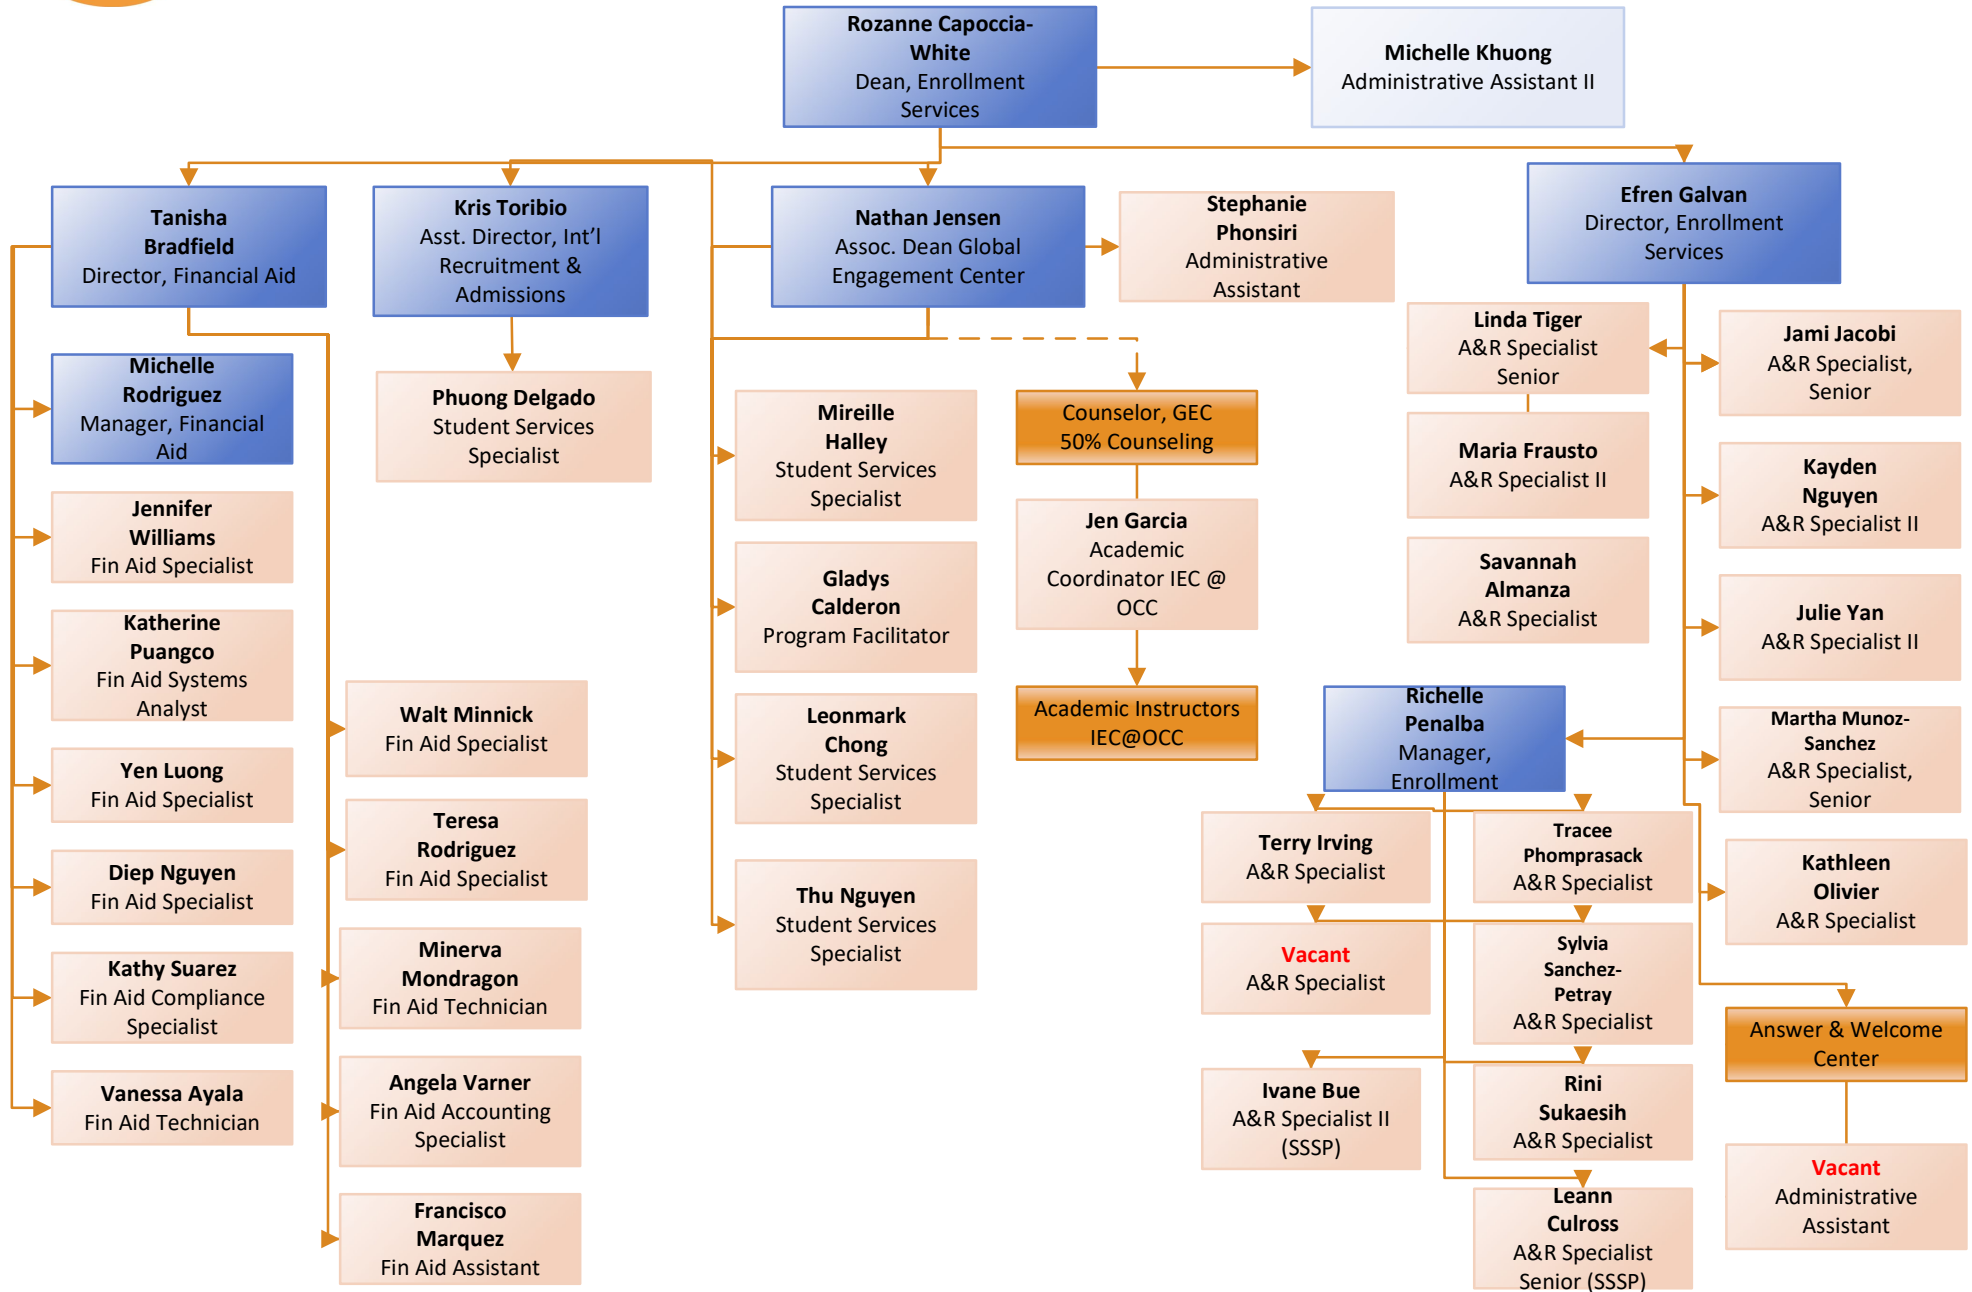 Rozanne Capoccia-
White
Dean, Enrollment
Services
Michelle Khuong
Administrative Assistant II
Tanisha
Bradfield
Director, Financial Aid
Kris Toribio
Asst. Director, Int’l
Recruitment &
Admissions
Nathan Jensen
Assoc. Dean Global
Engagement Center
Stephanie
Phonsiri
Administrative
Assistant
Efren Galvan
Director, Enrollment
Services
Michelle
Rodriguez
Manager, Financial
Aid
Jennifer
Williams
Fin Aid Specialist
Katherine
Puangco
Fin Aid Systems
Analyst
Yen Luong
Fin Aid Specialist
Diep Nguyen
Fin Aid Specialist
Kathy Suarez
Fin Aid Compliance
Specialist
Vanessa Ayala
Fin Aid Technician
Walt Minnick
Fin Aid Specialist
Teresa
Rodriguez
Fin Aid Specialist
Minerva
Mondragon
Fin Aid Technician
Angela Varner
Fin Aid Accounting
Specialist
Francisco
Marquez
Fin Aid Assistant
Phuong Delgado
Student Services
Specialist
Mireille
Halley
Student Services
Specialist
Gladys
Calderon
Program Facilitator
Leonmark
Chong
Student Services
Specialist
Thu Nguyen
Student Services
Specialist
Counselor, GEC
50% Counseling
Jen Garcia
Academic
Coordinator IEC @
OCC
Academic Instructors
IEC@OCC
Linda Tiger
A&R Specialist
Senior
Maria Frausto
A&R Specialist II
Savannah
Almanza
A&R Specialist
Richelle
Penalba
Manager,
Enrollment
Terry Irving
A&R Specialist
Tracee
Phomprasack
A&R Specialist
Vacant
A&R Specialist
Sylvia
Sanchez-
Petray
A&R Specialist
Ivane Bue
A&R Specialist II
(SSSP)
Rini
Sukaesih
A&R Specialist
Leann
Culross
A&R Specialist
Senior (SSSP)
Jami Jacobi
A&R Specialist,
Senior
Kayden
Nguyen
A&R Specialist II
Julie Yan
A&R Specialist II
Martha Munoz-
Sanchez
A&R Specialist,
Senior
Kathleen
Olivier
A&R Specialist
Answer & Welcome
Center
Vacant
Administrative
Assistant